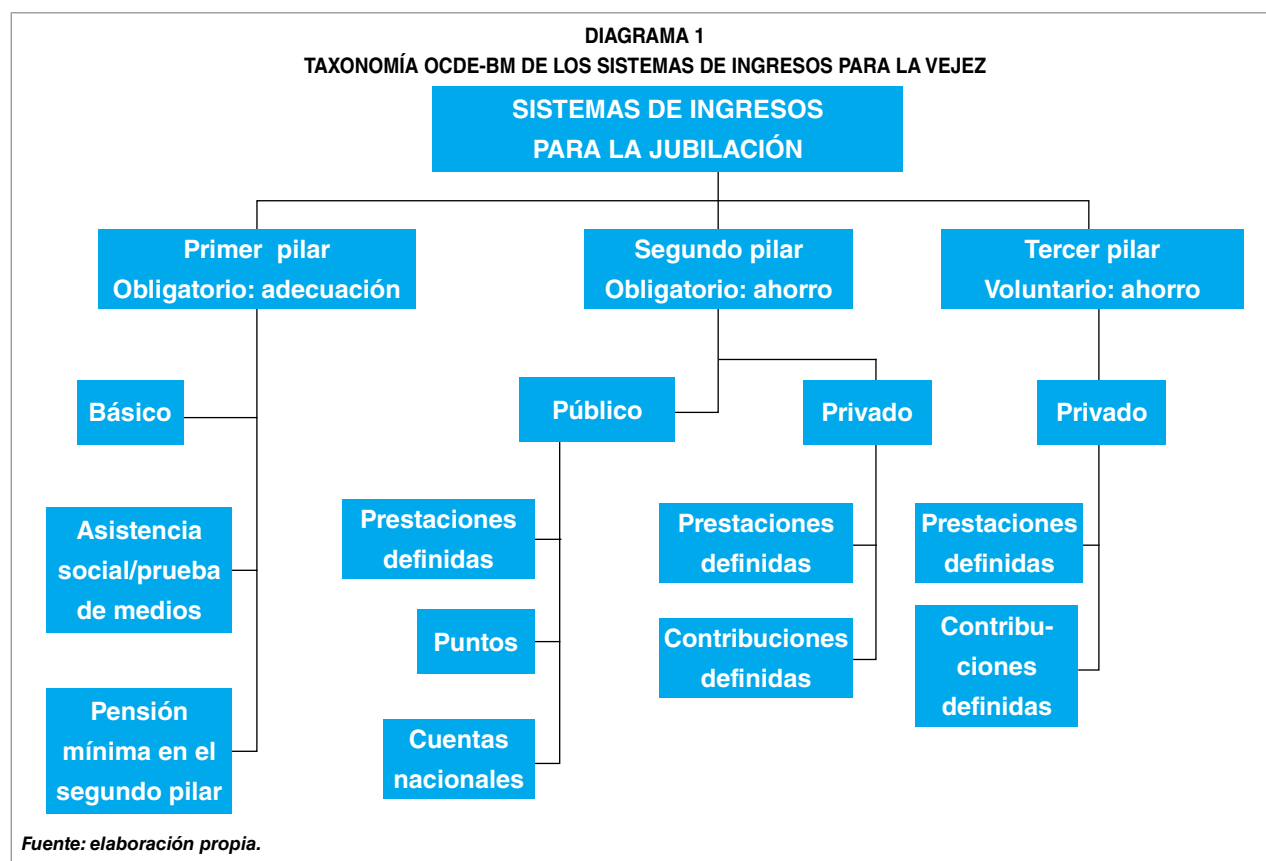 DIAGRAMA 1
TAXONOMÍA OCDE-BM DE LOS SISTEMAS DE INGRESOS PARA LA VEJEZ
SISTEMAS DE INGRESOS
PARA LA JUBILACIÓN
Primer pilar
Obligatorio: adecuación
Segundo pilar
Obligatorio: ahorro
Tercer pilar
Voluntario: ahorro
Básico
Público
Privado
Privado
Asistencia
social/prueba
de medios
Prestaciones
definidas
Prestaciones
definidas
Prestaciones
definidas
Puntos
Contribuciones
definidas
Contribu-
ciones
definidas
Pensión
mínima en el
segundo pilar
Cuentas
nacionales
Fuente: elaboración propia.